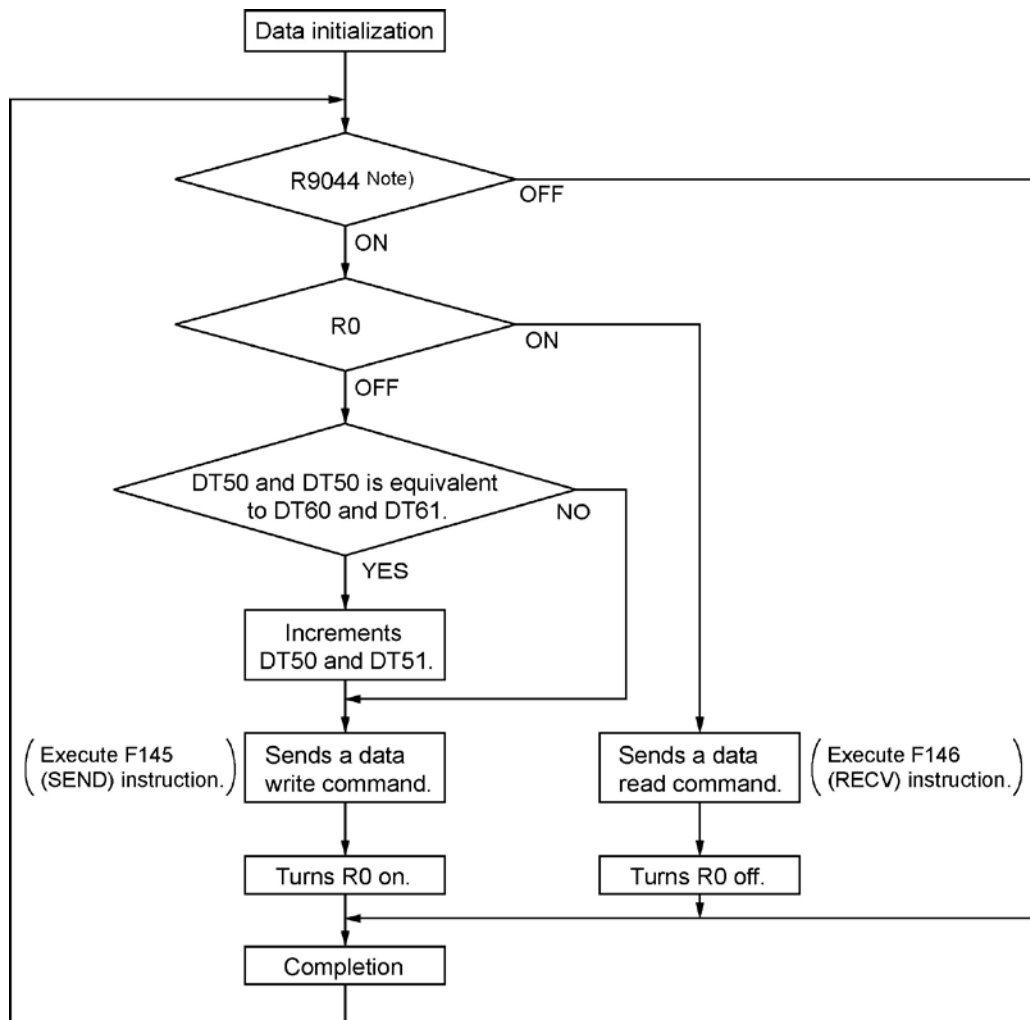 Data initialization
R9044 Note)
OFF
ON
R0
ON
OFF
DT50 and DT50 is equivalent
to DT60 and DT61.
NO
YES
Increments
DT50 and DT51.
(Execute F145
(SEND) instruction.)
Sends a data
write command.
Sends a data
read command.
(Execute F146
(RECV) instruction.)
Turns R0 on.
Turns R0 off.
Completion